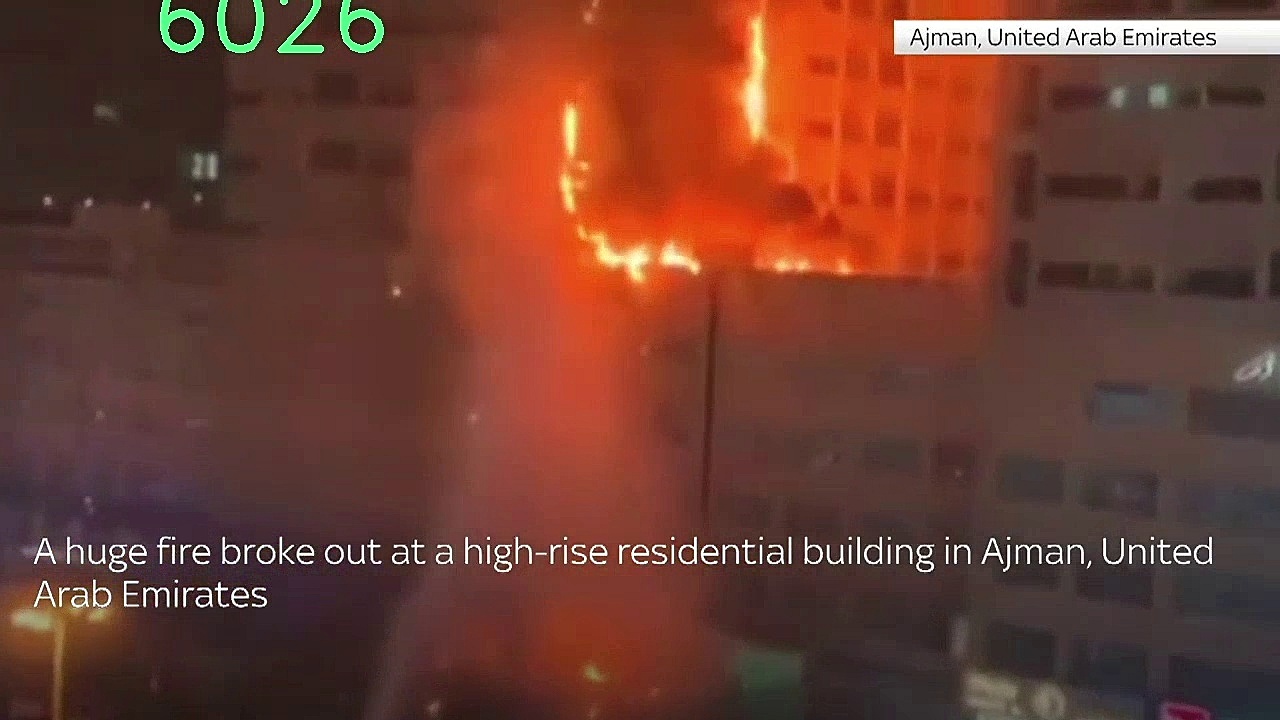 6026
Ajman, United Arab Emirates
A huge fire broke out at a high-rise residential building in Ajman, United
Arab Emirates